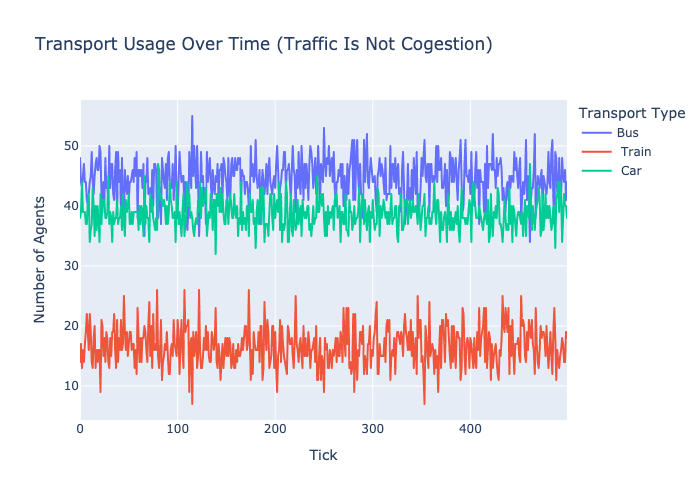 Transport Usage Over Time (Traffic Is Not Cogestion)
Transport Type
Bus
Train
Car
Number of Agents
50
40
30
20
10
0
100
200
300
400
Tick